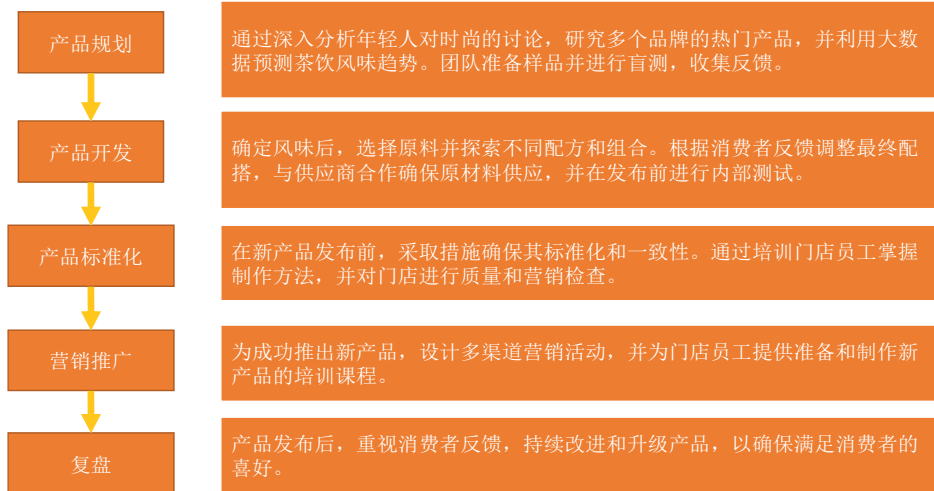 产品规划
通过深入分析年轻人对时尚的讨论，研究多个品牌的热门产品，并利用大数
据预测茶饮风味趋势。团队准备样品并进行盲测，收集反馈。
产品开发
确定风味后，选择原料并探索不同配方和组合。根据消费者反馈调整最终配
搭，与供应商合作确保原材料供应，并在发布前进行内部测试。
产品标准化
在新产品发布前，采取措施确保其标准化和一致性。通过培训门店员工掌握
制作方法，并对门店进行质量和营销检查。
营销推广
为成功推出新产品，设计多渠道营销活动，并为门店员工提供准备和制作新
产品的培训课程。
复盘
产品发布后，重视消费者反馈，持续改进和升级产品，以确保满足消费者的
喜好。